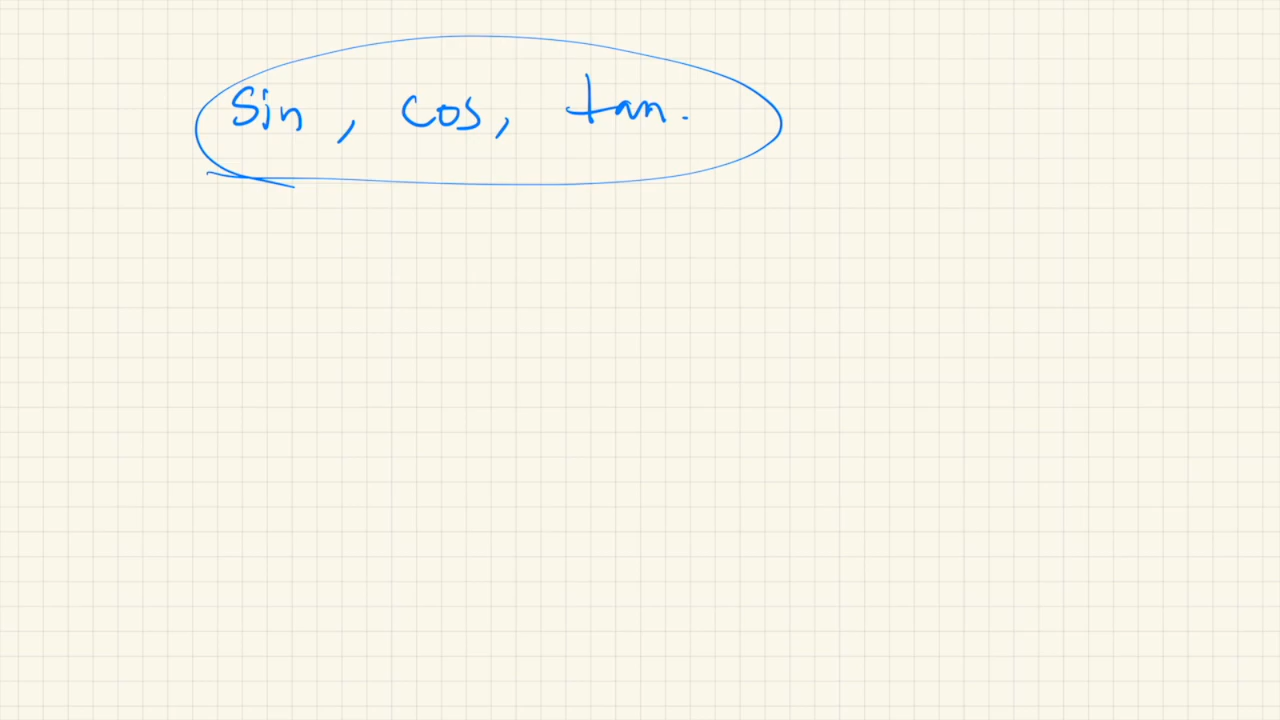 Sin, cos, tan.